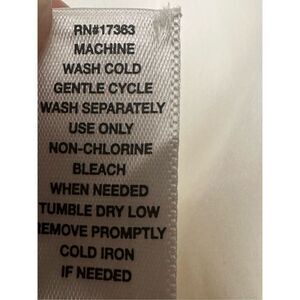 RN#17363
MACHINE
WASH COLD
GENTLE CYCLE
WASH SEPARATELY
USE ONLY
NON-CHLORINE
BLEACH
WHEN NEEDED
TUMBLE DRY LOW
EMOVE PROMPTLY
COLD IRON
IF NEEDED